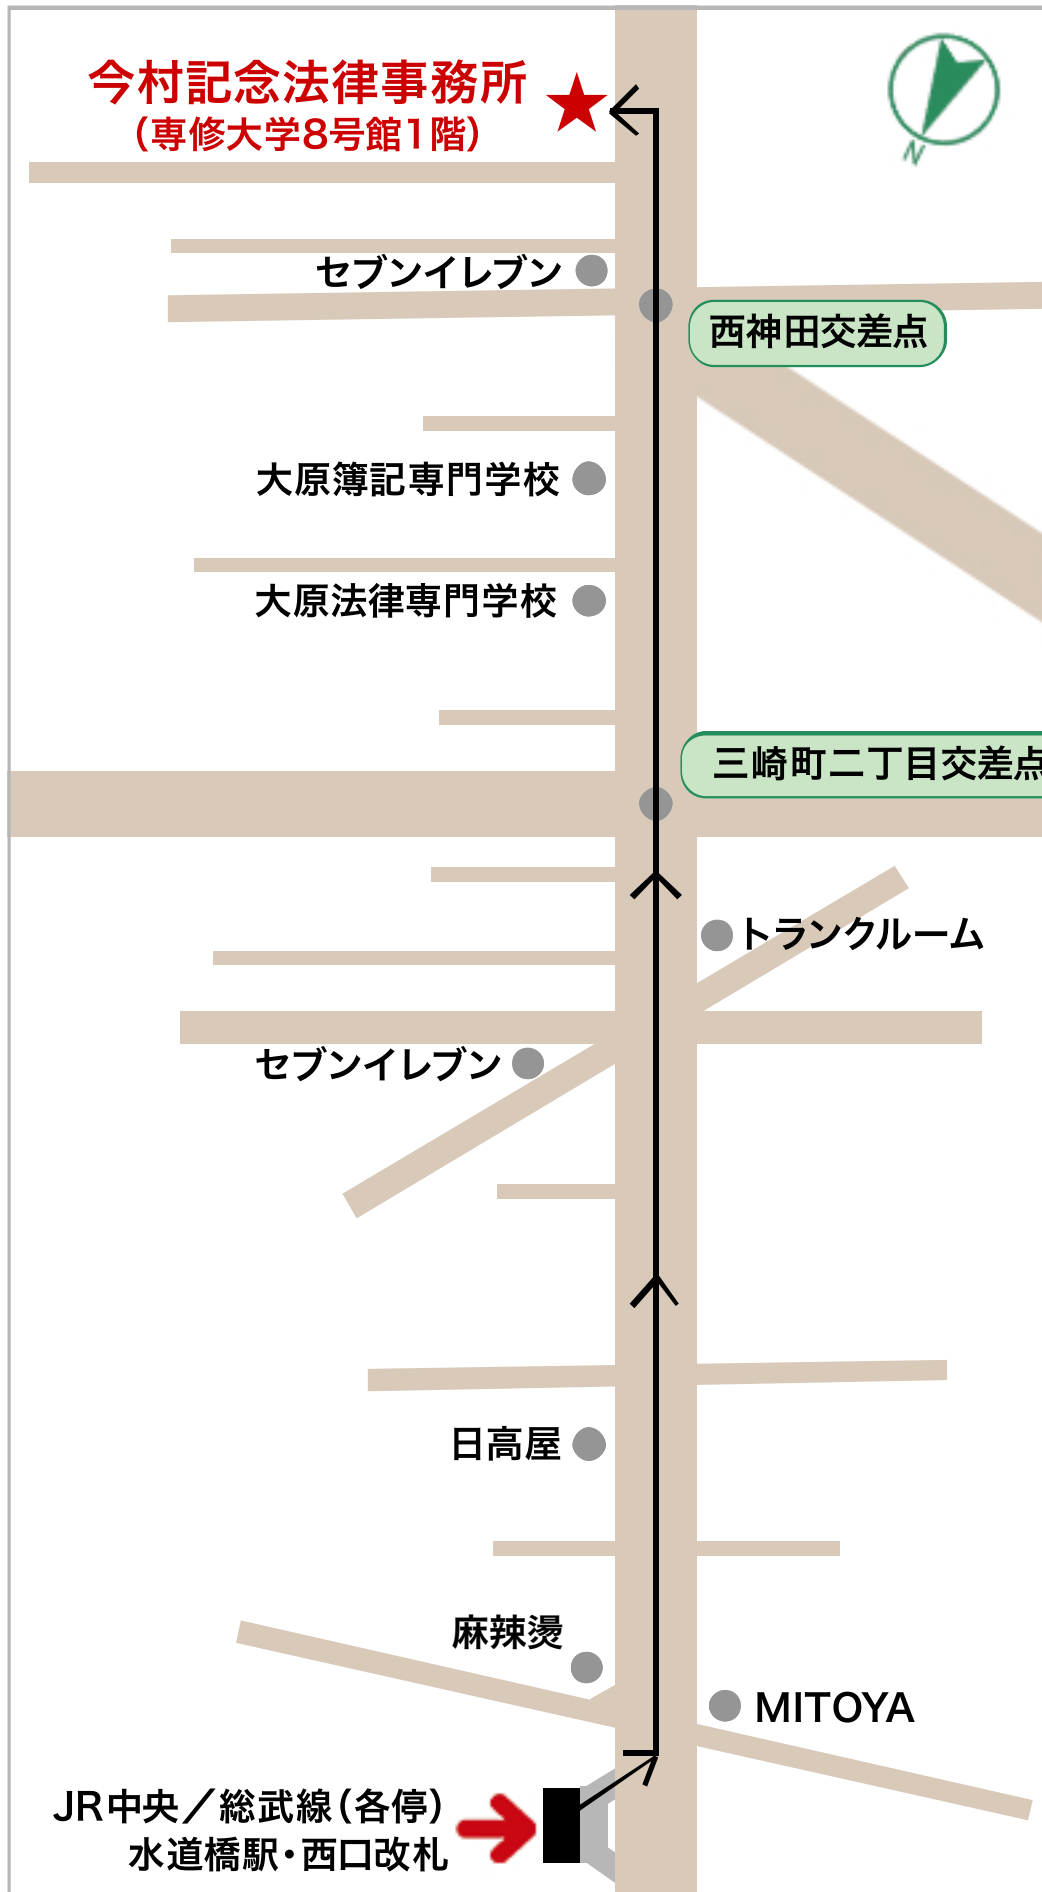 今村記念法律事務所
(専修大学8号館1階)
N
セブンイレブン
西神田交差点
大原簿記専門学校
大原法律専門学校
三崎町二丁目交差点
トランクルーム
セブンイレブン
日高屋
麻辣燙
MITOYA
JR中央／総武線(各停)
水道橋駅・西口改札